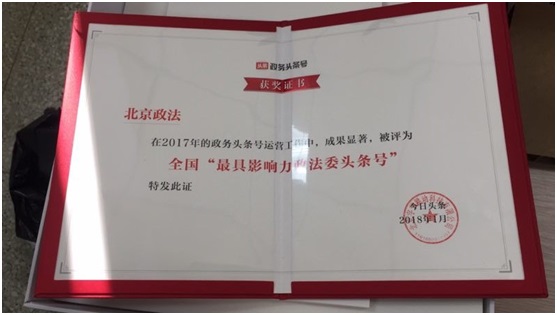 头条 政务头条号
获奖证书
北京政法
在2017年的政务头条号运营工作中，成果显著，被评为
全国“最具影响力政法委头条号”
特发此证
今日头条
2018年1月